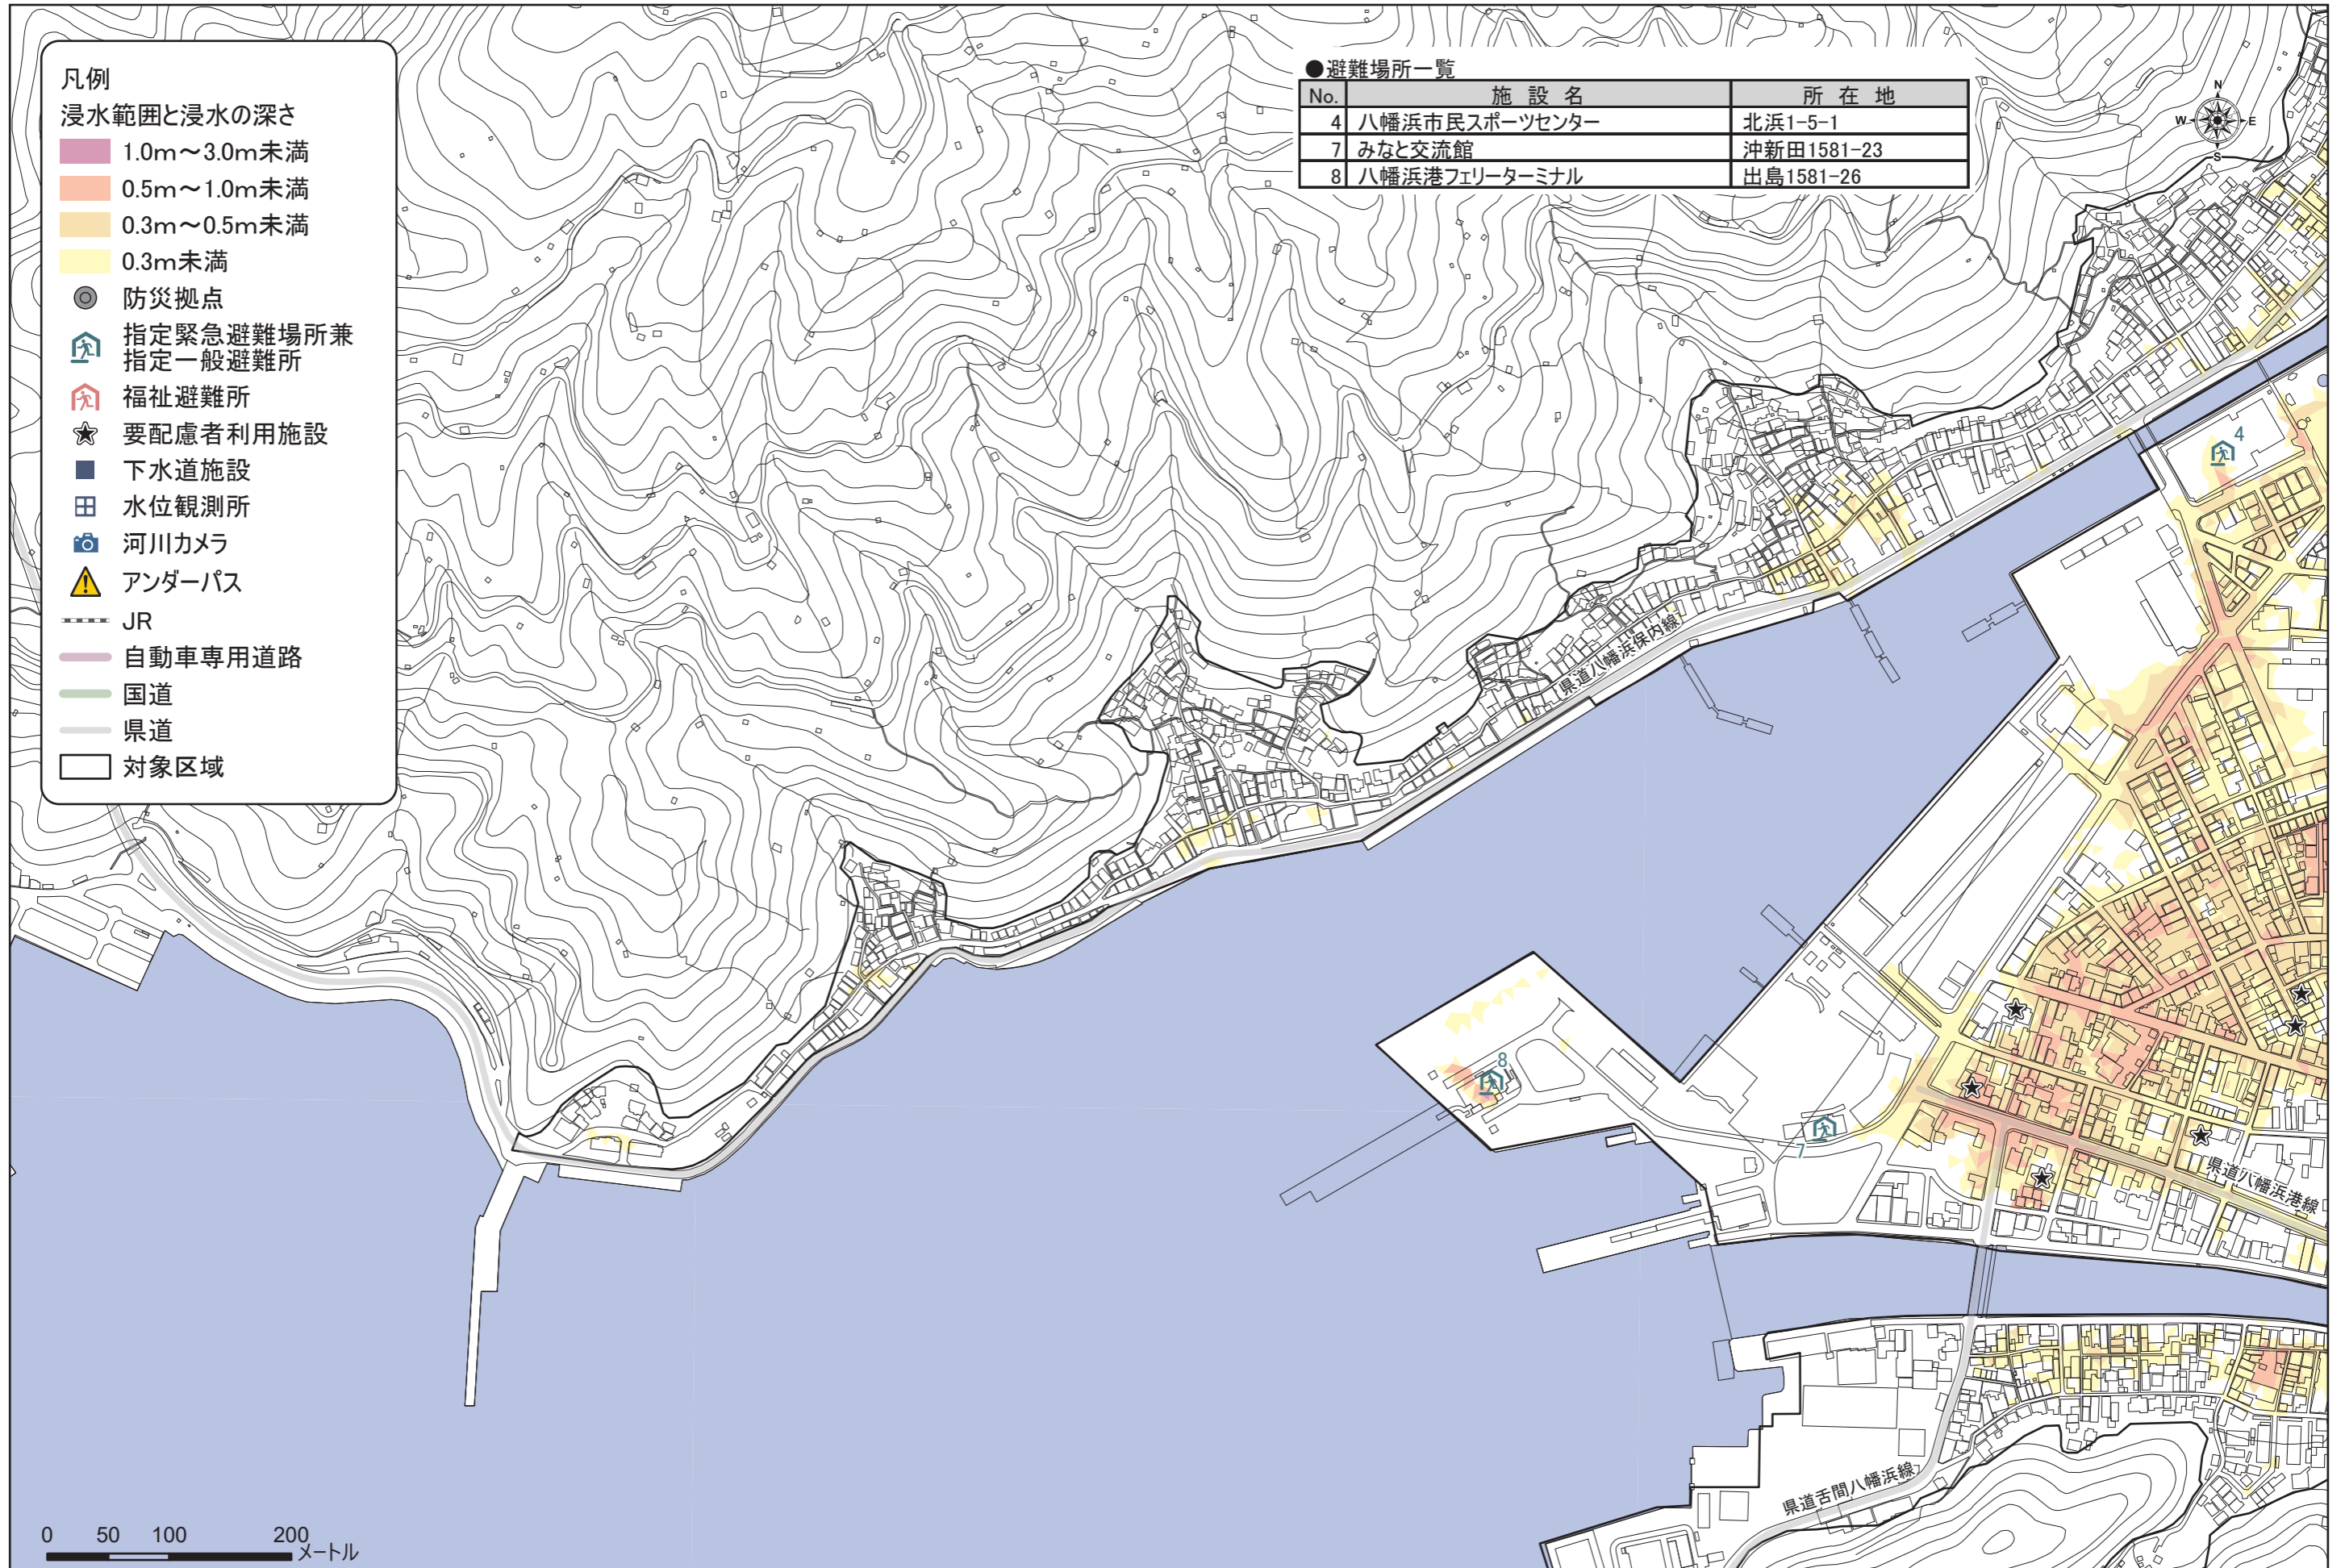 凡例
浸水範囲と浸水の深さ
1.0m～3.0m未満
0.5m～1.0m未満
0.3m～0.5m未満
0.3m未満
防災拠点
指定緊急避難場所兼
指定一般避難所
福祉避難所
要配慮者利用施設
下水道施設
水位観測所
河川カメラ
アンダーパス
JR
自動車専用道路
国道
県道
対象区域
●避難場所一覧
No. 施設名 所在地
4 八幡浜市民スポーツセンター 北浜1-5-1
7 みなと交流館 沖新田1581-23
8 八幡浜港フェリーターミナル 出島1581-26
N
W E
S
4
県道八幡浜保内線
8
7
県道八幡浜港線
県道舌間八幡浜線
0 50 100 200
メートル